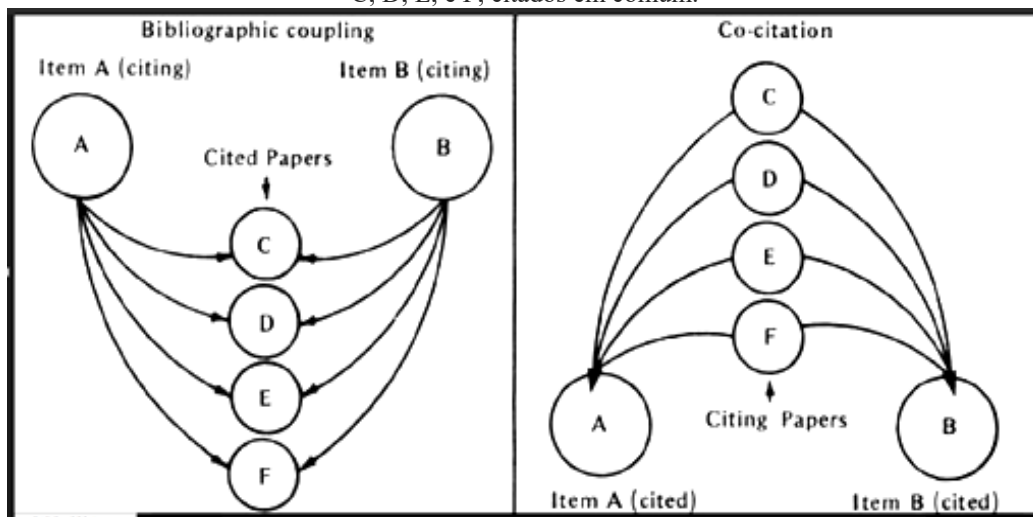 C, D, E, e F, citados em comum.
Bibliographic coupling
Item A (citing)
Item B (citing)
A
B
Cited Papers
C
D
E
F
Co-citation
C
D
E
F
A
Citing Papers
B
Item A (cited)
Item B (cited)